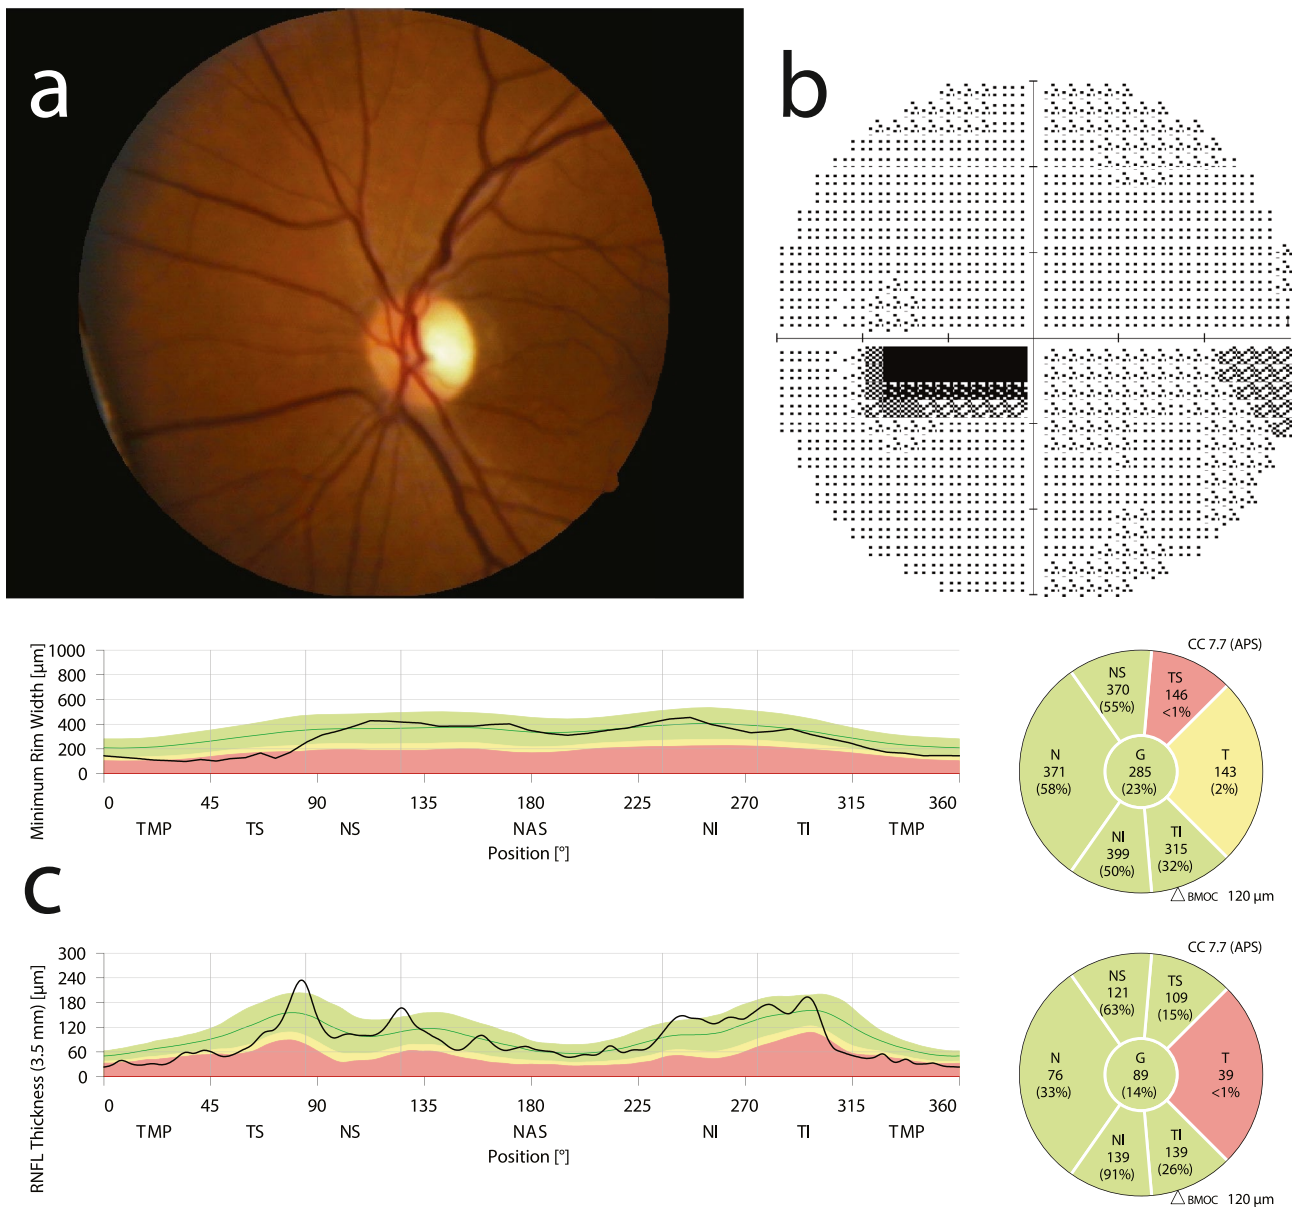 a
b
Minimum Rim Width [µm]
1000
800
600
400
200
0
0 45 90 135 180 225 270 315 360
TMP TS NS NAS NI TI TMP
Position [°]
CC 7.7 (APS)
NS
370
(55%)
TS
146
<1%
N
371
(58%)
G
285
(23%)
T
143
(2%)
NI
399
(50%)
TI
315
(32%)
△ BMOC 120 µm
c
RNFL Thickness (3.5 mm) [µm]
300
240
180
120
60
0
0 45 90 135 180 225 270 315 360
TMP TS NS NAS NI TI TMP
Position [°]
CC 7.7 (APS)
NS
121
(63%)
TS
109
(15%)
N
76
(33%)
G
89
(14%)
T
39
<1%
NI
139
(91%)
TI
139
(26%)
△ BMOC 120 µm